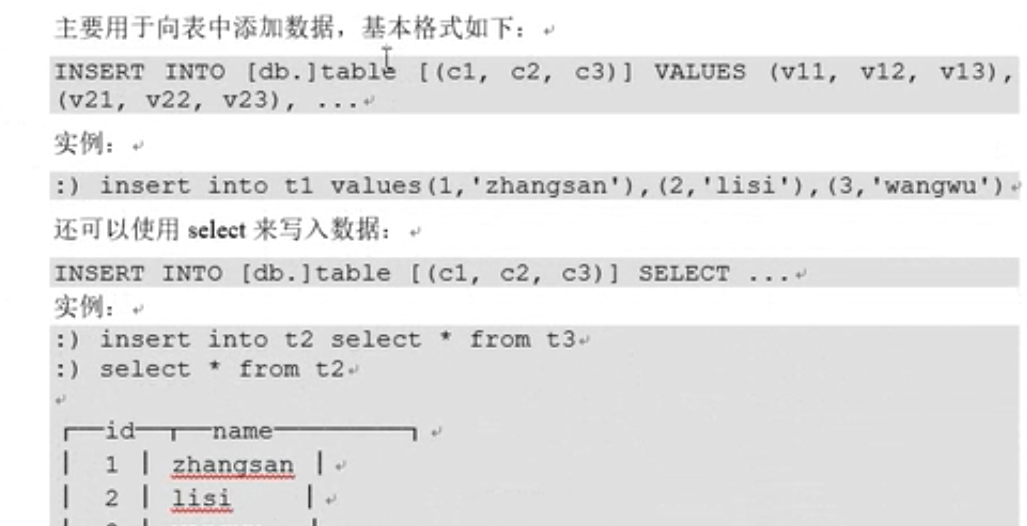 主要用于向表中添加数据，基本格式如下：
INSERT INTO [db.]table [(c1, c2, c3)] VALUES (v11, v12, v13),
(v21, v22, v23), ...
实例：
:) insert into t1 values(1,'zhangsan'),(2,'lisi'),(3,'wangwu')
还可以使用 select 来写入数据：
INSERT INTO [db.]table [(c1, c2, c3)] SELECT ...
实例：
:) insert into t2 select * from t3
:) select * from t2
┌──id──┬──name─────────┐
│ 1 │ zhangsan │
│ 2 │ lisi │